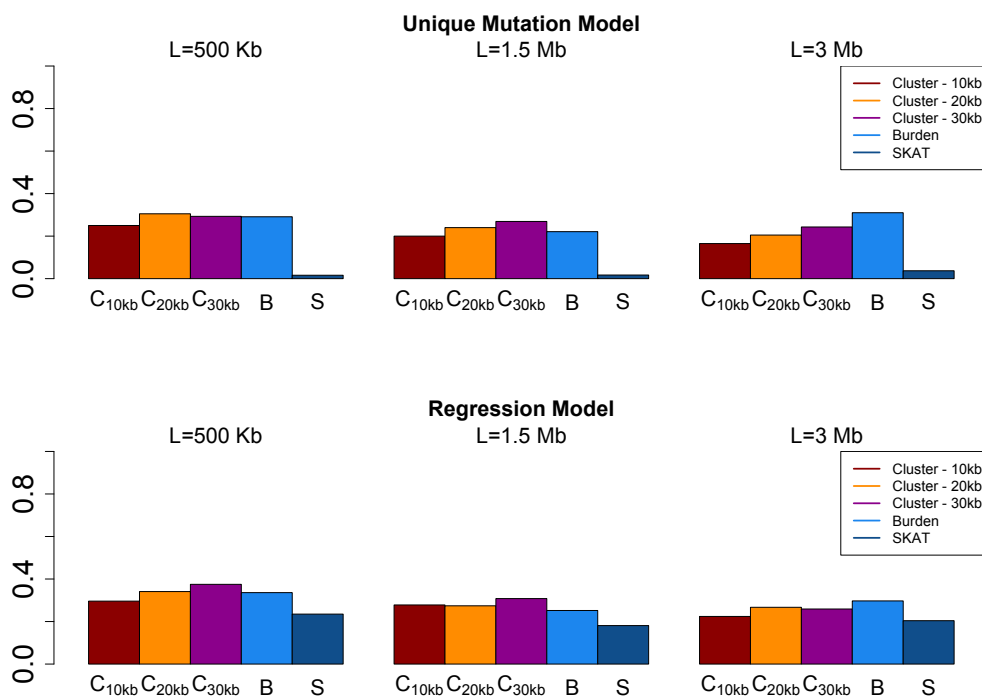 Unique Mutation Model
L=500 Kb L=1.5 Mb L=3 Mb
0.0 0.4 0.8
Cluster - 10kb
Cluster - 20kb
Cluster - 30kb
Burden
SKAT
C10kb C20kb C30kb B S C10kb C20kb C30kb B S C10kb C20kb C30kb B S
Regression Model
L=500 Kb L=1.5 Mb L=3 Mb
0.0 0.4 0.8
Cluster - 10kb
Cluster - 20kb
Cluster - 30kb
Burden
SKAT
C10kb C20kb C30kb B S C10kb C20kb C30kb B S C10kb C20kb C30kb B S